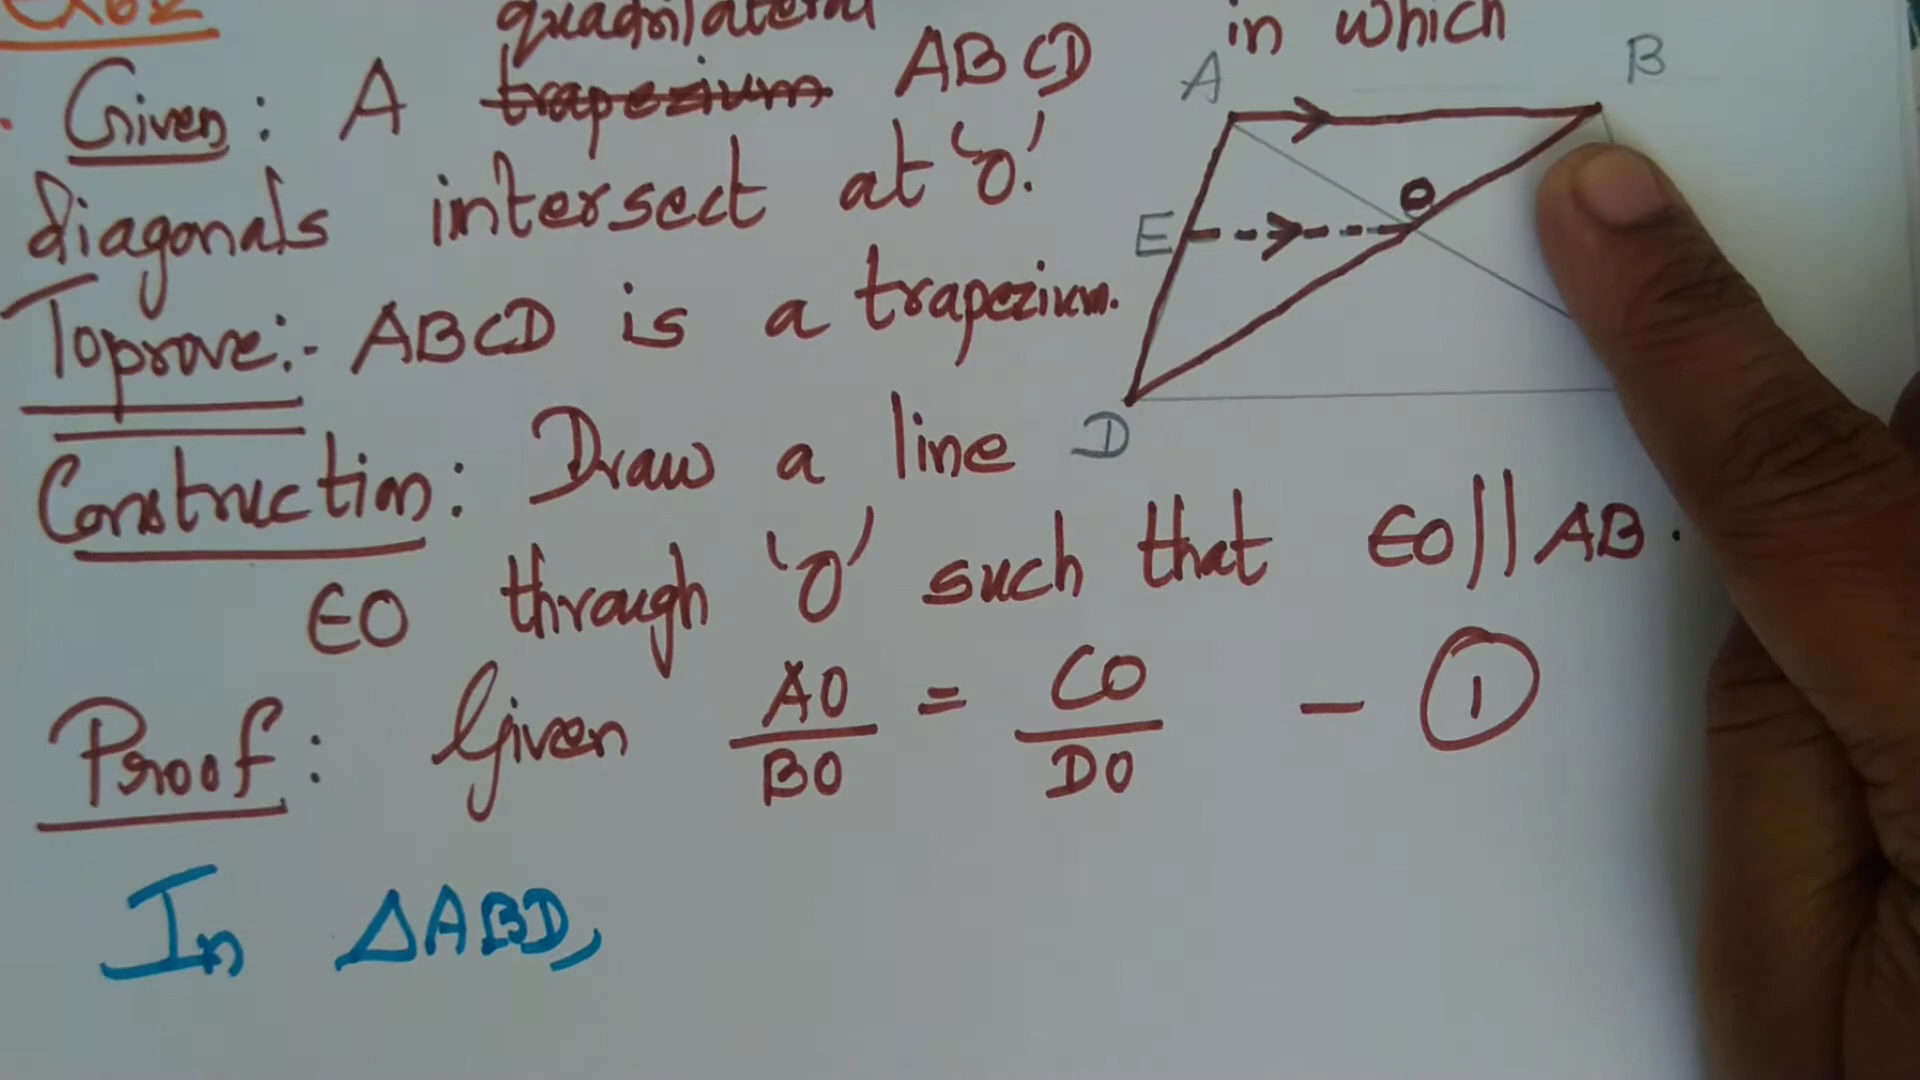 quadrilateral in which
Given: A trapezium ABCD
diagonals intersect at 'O'.
To prove:- ABCD is a trapezium.
Construction: Draw a line
EO through 'O' such that EO||AB.
Proof: Given AO/BO = CO/DO - 1
In ΔABD,
A
B
E
O
D